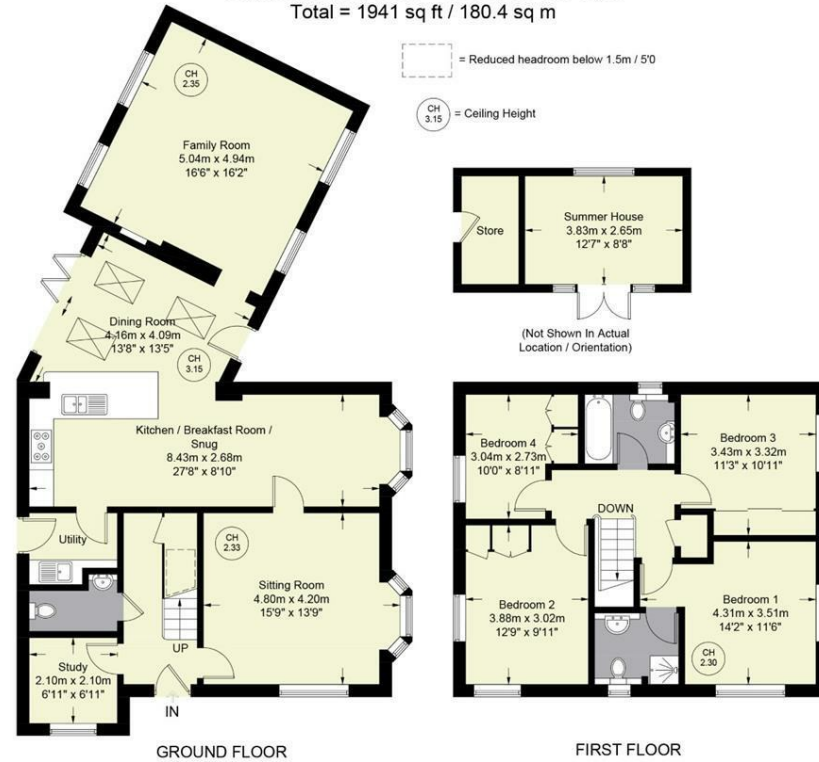 Total = 1941 sq ft / 180.4 sq m
= Reduced headroom below 1.5m / 5'0
CH
3.15
= Ceiling Height
CH
2.35
Family Room
5.04m x 4.94m
16'6" x 16'2"
Store
Summer House
3.83m x 2.65m
12'7" x 8'8"
(Not Shown In Actual
Location / Orientation)
Dining Room
4.16m x 4.09m
13'8" x 13'5"
CH
3.15
Kitchen / Breakfast Room /
Snug
8.43m x 2.68m
27'8" x 8'10"
Utility
CH
2.33
Sitting Room
4.80m x 4.20m
15'9" x 13'9"
UP
Study
2.10m x 2.10m
6'11" x 6'11"
IN
GROUND FLOOR
Bedroom 4
3.04m x 2.73m
10'0" x 8'11"
Bedroom 3
3.43m x 3.32m
11'3" x 10'11"
DOWN
Bedroom 2
3.88m x 3.02m
12'9" x 9'11"
Bedroom 1
4.31m x 3.51m
14'2" x 11'6"
CH
2.30
FIRST FLOOR